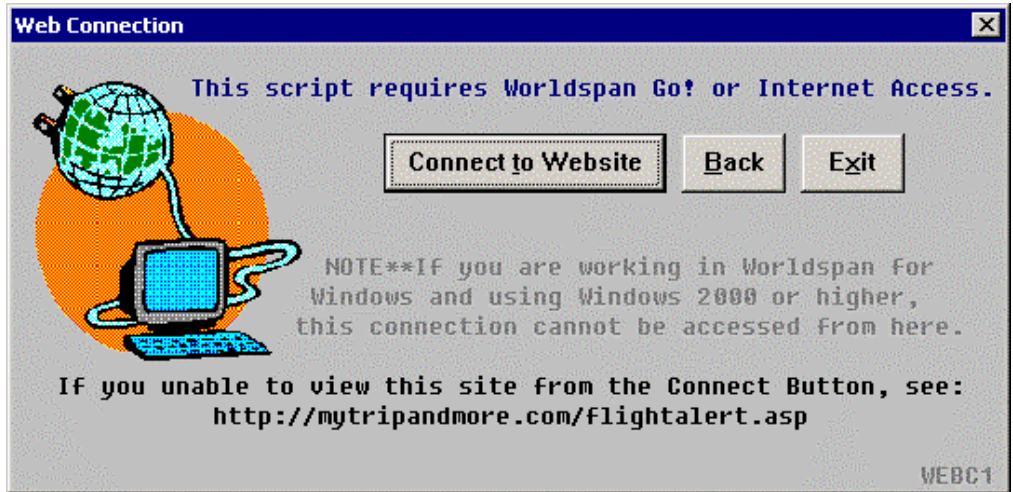 Web Connection
This script requires Worldspan Go! or Internet Access.
Connect to Website
Back
Exit
NOTE**If you are working in Worldspan for
Windows and using Windows 2000 or higher,
this connection cannot be accessed from here.
If you unable to view this site from the Connect Button, see:
http://mytripandmore.com/flightalert.asp
WEBC1